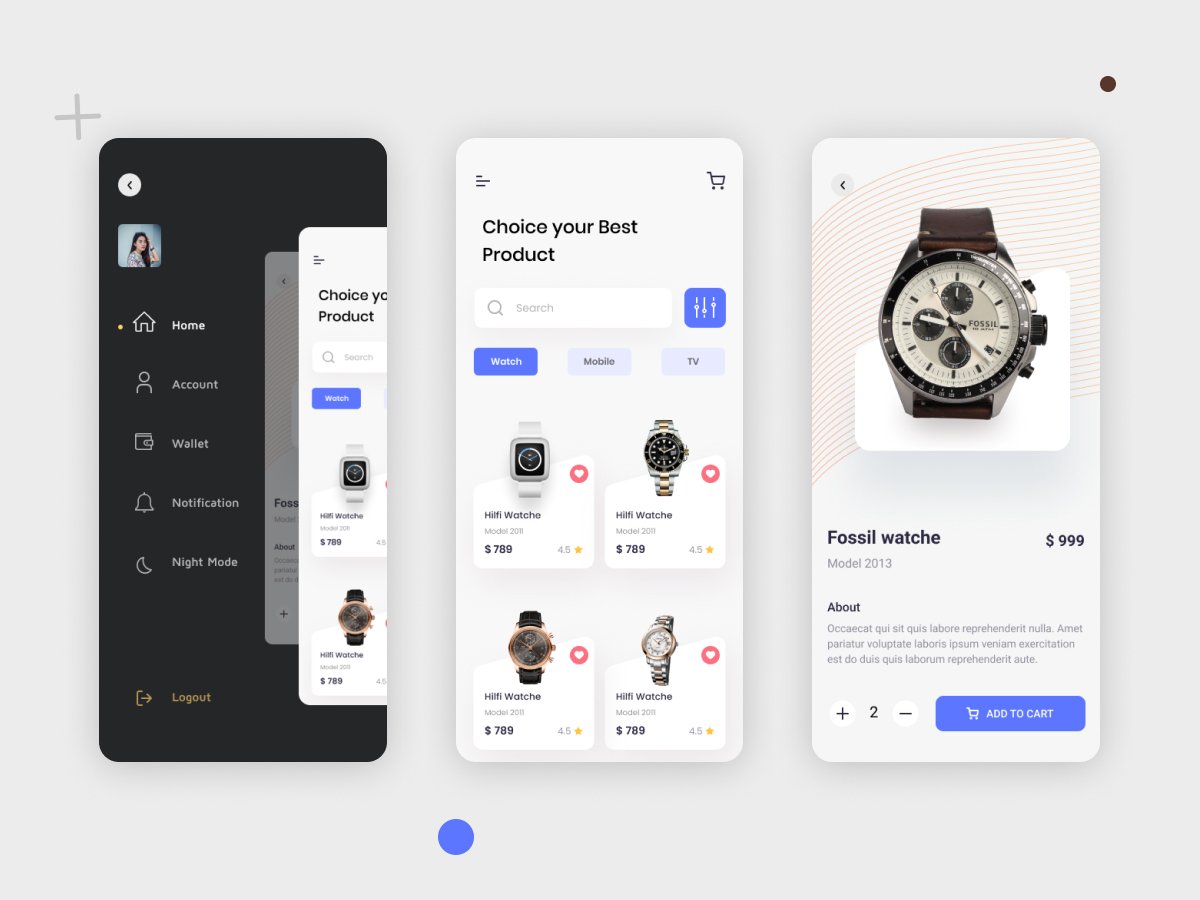 Home
Account
Wallet
Notification
Night Mode
Logout
Foss
Model
About
Choice yo
Product
Search
Watch
Hilfi Watche
Model 2011
$ 789
4.5
Hilfi Watche
Model 2011
$ 789
4.5
Choice your Best
Product
Search
Watch
Mobile
TV
Hilfi Watche
Model 2011
$ 789
4.5
Hilfi Watche
Model 2011
$ 789
4.5
Hilfi Watche
Model 2011
$ 789
4.5
Hilfi Watche
Model 2011
$ 789
4.5
FOSSIL
Fossil watche
$ 999
Model 2013
About
Occaecat qui sit quis labore reprehenderit nulla. Amet
pariatur voluptate laboris ipsum veniam exercitation
est do duis quis laborum reprehenderit aute.
2
ADD TO CART